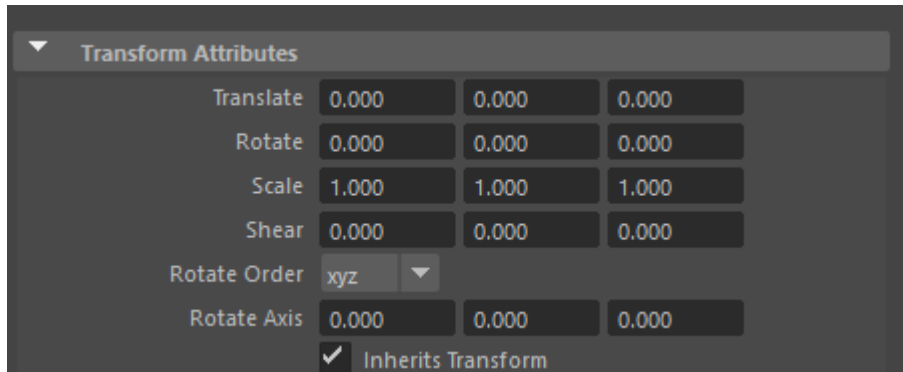 Transform Attributes
Translate 0.000 0.000 0.000
Rotate 0.000 0.000 0.000
Scale 1.000 1.000 1.000
Shear 0.000 0.000 0.000
Rotate Order xyz
Rotate Axis 0.000 0.000 0.000
Inherits Transform